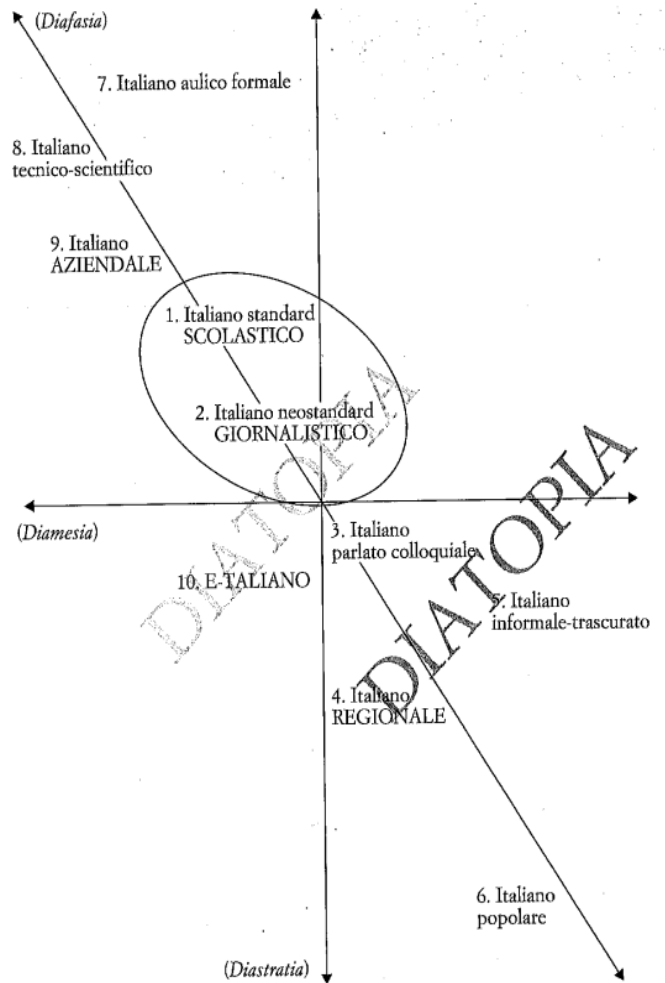 (Diafasia)
7. Italiano aulico formale
8. Italiano
tecnico-scientifico
9. Italiano
AZIENDALE
1. Italiano standard
SCOLASTICO
2. Italiano neostandard
GIORNALISTICO
DIATOPIA
DIATOPIA
(Diamesia)
3. Italiano
parlato colloquiale
10. E-TALIANO
5. Italiano
informale-trascurato
4. Italiano
REGIONALE
6. Italiano
popolare
(Diastratia)